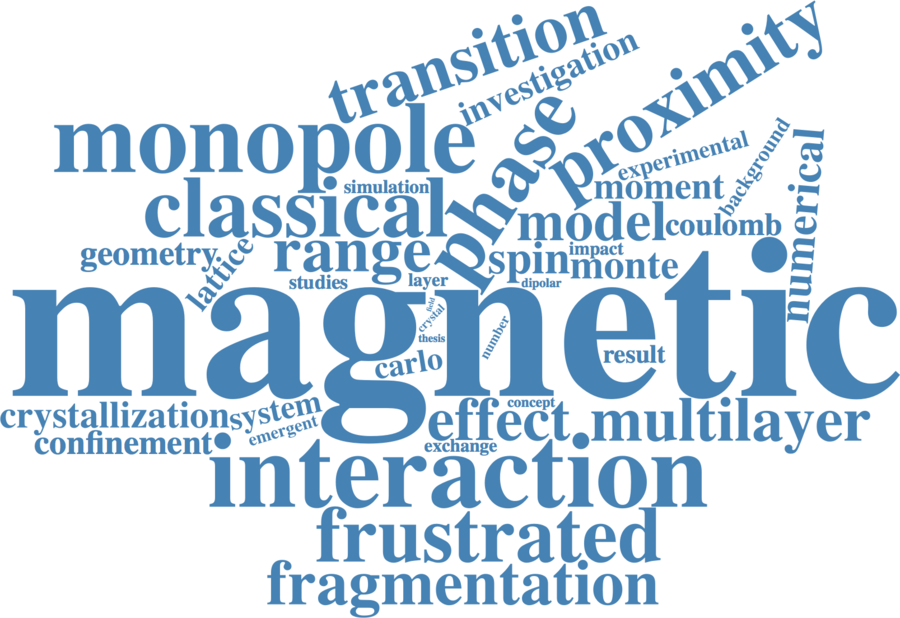 transition
investigation
proximity
monopole
phase
experimental
background
simulation
moment
numerical
classical
model
coulomb
geometry
lattice
range
spin
impact
monte
studies
layer
dipolar
magnetic
field
crystal
thesis
number
carlo
result
crystallization
system
emergent
concept
effect
multilayer
confinement
exchange
interaction
frustrated
fragmentation